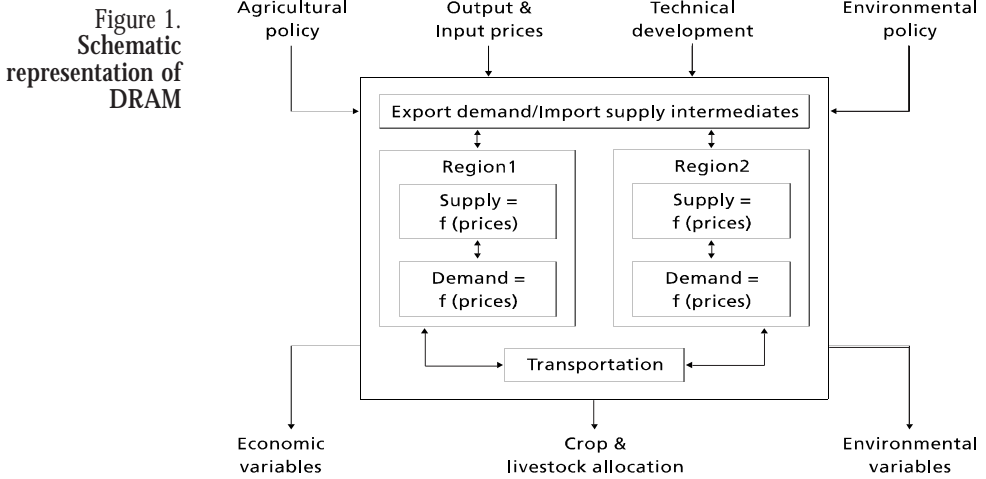 Figure 1.
Schematic
representation of
DRAM
Agricultural
policy
Output &
Input prices
Technical
development
Environmental
policy
Export demand/Import supply intermediates
Region1
Supply =
f (prices)
Demand =
f (prices)
Region2
Supply =
f (prices)
Demand =
f (prices)
Transportation
Economic
variables
Crop &
livestock allocation
Environmental
variables